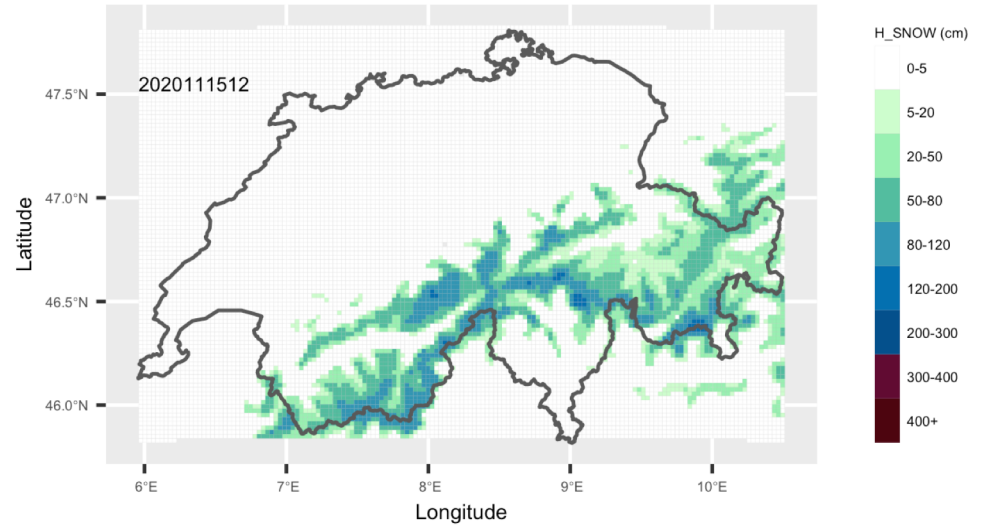 H_SNOW (cm)
0-5
5-20
20-50
50-80
80-120
120-200
200-300
300-400
400+
2020111512
47.5°N
47.0°N
46.5°N
46.0°N
Latitude
6°E 7°E 8°E 9°E 10°E
Longitude